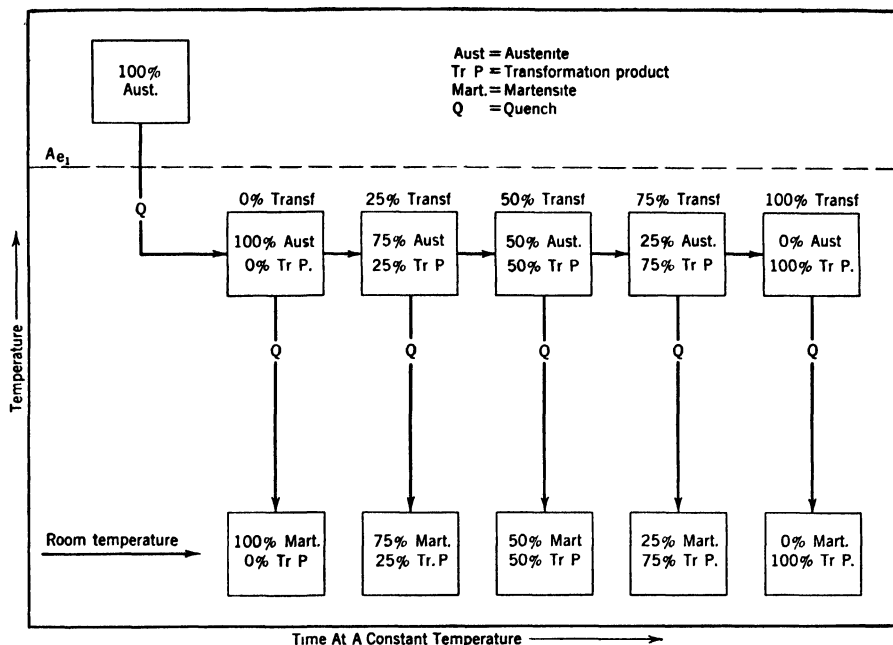 100%
Aust.
Aust = Austenite
Tr P = Transformation product
Mart. = Martensite
Q = Quench
Ae1
Q
0% Transf
25% Transf
50% Transf
75% Transf
100% Transf
100% Aust
0% Tr P.
75% Aust
25% Tr P
50% Aust.
50% Tr P
25% Aust.
75% Tr P
0% Aust
100% Tr P.
Q
Q
Q
Q
Q
Temperature
Room temperature
100% Mart.
0% Tr P
75% Mart.
25% Tr. P
50% Mart
50% Tr P
25% Mart.
75% Tr P.
0% Mart.
100% Tr P.
Time At A Constant Temperature